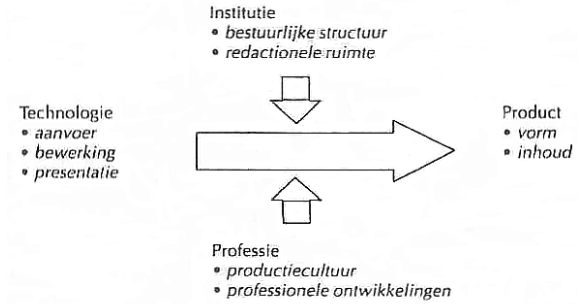 Institutie
• bestuurlijke structuur
• redactionele ruimte
Technologie
• aanvoer
• bewerking
• presentatie
Product
• vorm
• inhoud
Professie
• productiecultuur
• professionele ontwikkelingen